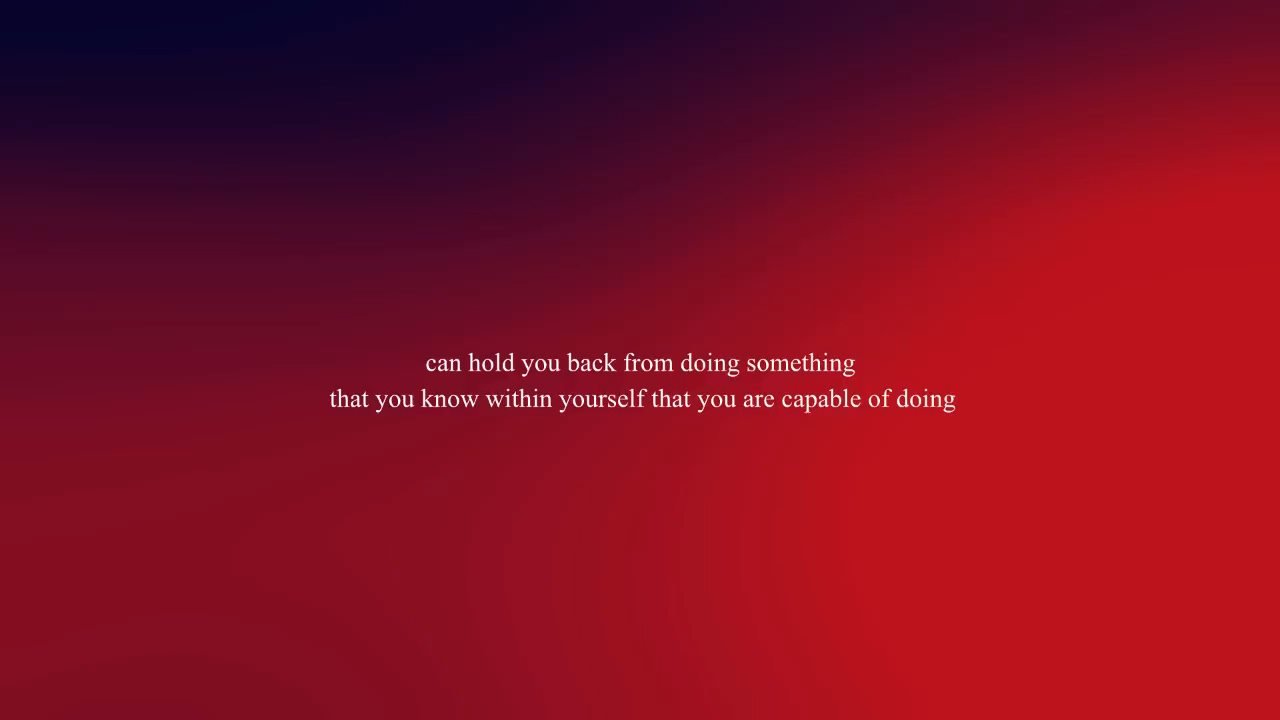 can hold you back from doing something
that you know within yourself that you are capable of doing